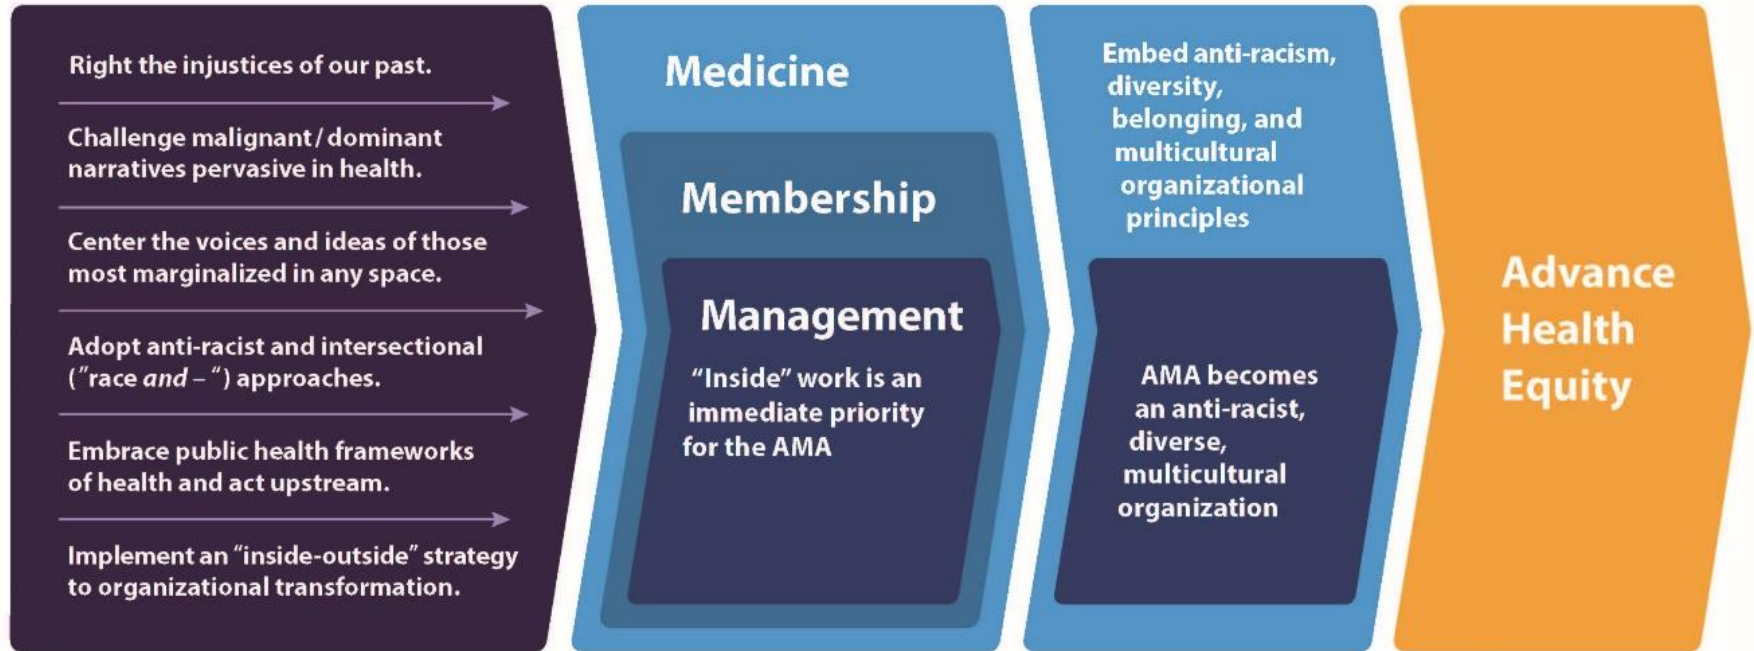 Right the injustices of our past.
Challenge malignant / dominant
narratives pervasive in health.
Center the voices and ideas of those
most marginalized in any space.
Adopt anti-racist and intersectional
("race and – “) approaches.
Embrace public health frameworks
of health and act upstream.
Implement an “inside-outside” strategy
to organizational transformation.
Medicine
Membership
Management
“Inside” work is an
immediate priority
for the AMA
Embed anti-racism,
diversity,
belonging, and
multicultural
organizational
principles
AMA becomes
an anti-racist,
diverse,
multicultural
organization
Advance
Health
Equity